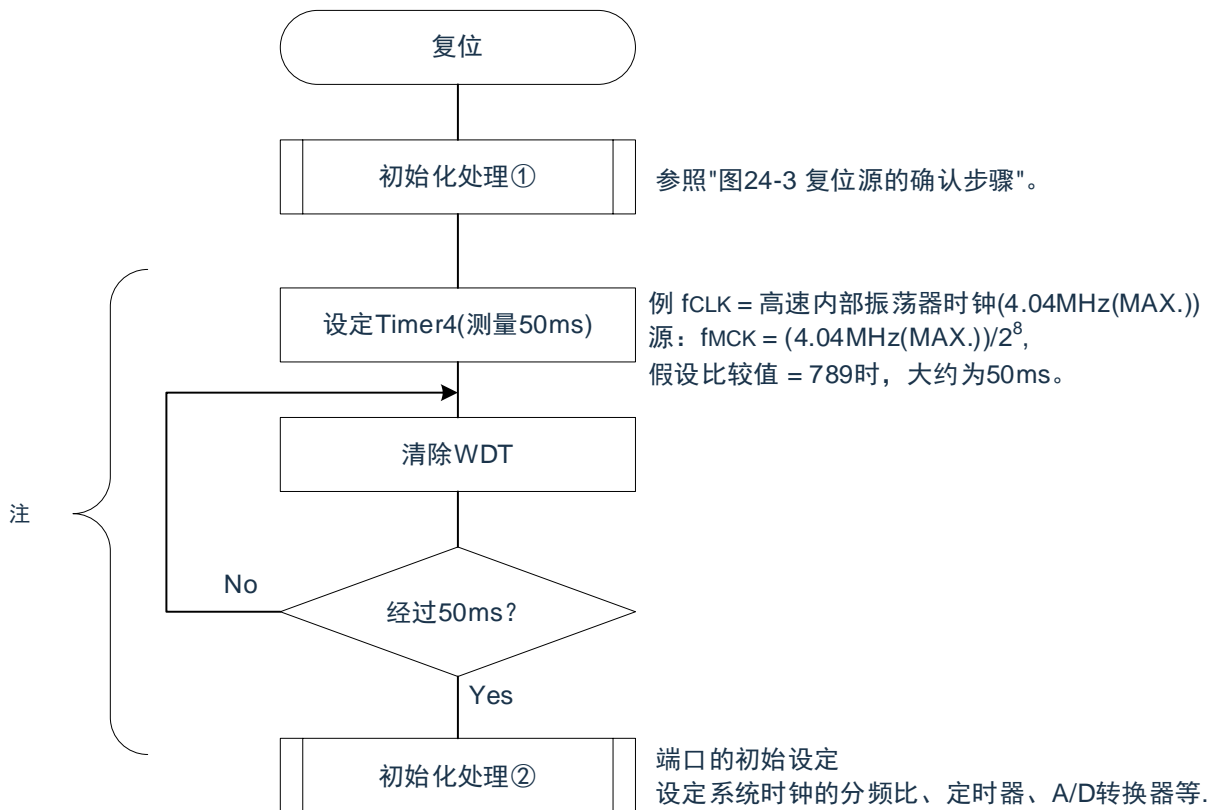 复位
初始化处理①
参照"图24-3 复位源的确认步骤"。
设定Timer4(测量50ms)
例 fCLK = 高速内部振荡器时钟(4.04MHz(MAX.))
源：fMCK = (4.04MHz(MAX.))/2⁸,
假设比较值 = 789时，大约为50ms。
清除WDT
注
No
经过50ms?
Yes
初始化处理②
端口的初始设定
设定系统时钟的分频比、定时器、A/D转换器等.